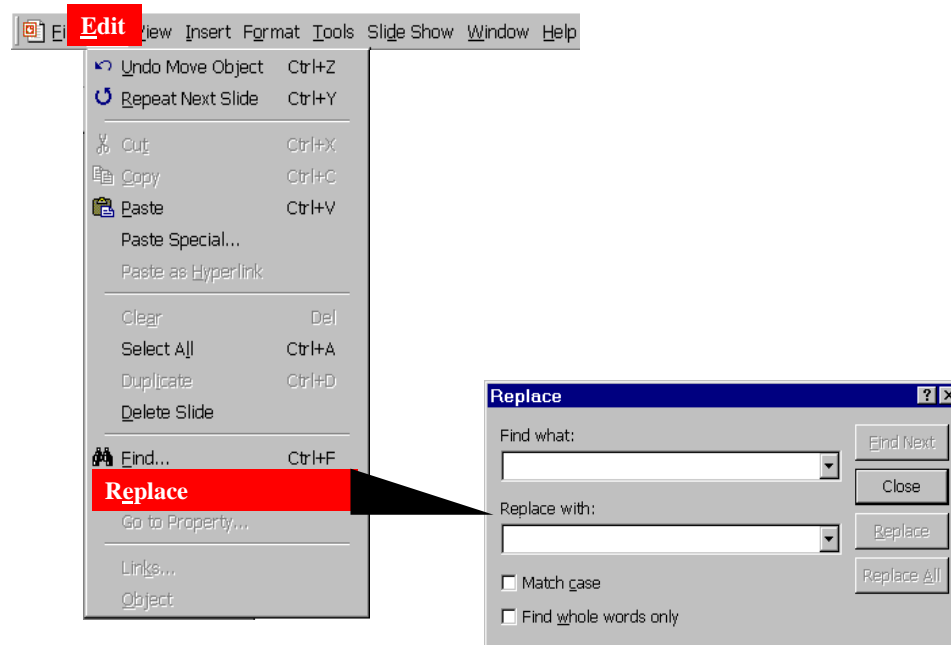 Fi Edit View Insert Format Tools Slide Show Window Help
Undo Move Object Ctrl+Z
Repeat Next Slide Ctrl+Y
Cut Ctrl+X
Copy Ctrl+C
Paste Ctrl+V
Paste Special...
Paste as Hyperlink
Clear Del
Select All Ctrl+A
Duplicate Ctrl+D
Delete Slide
Find... Ctrl+F
Replace
Go to Property...
Links...
Object
Replace
Find what:
Find Next
Close
Replace with:
Replace
Replace All
Match case
Find whole words only